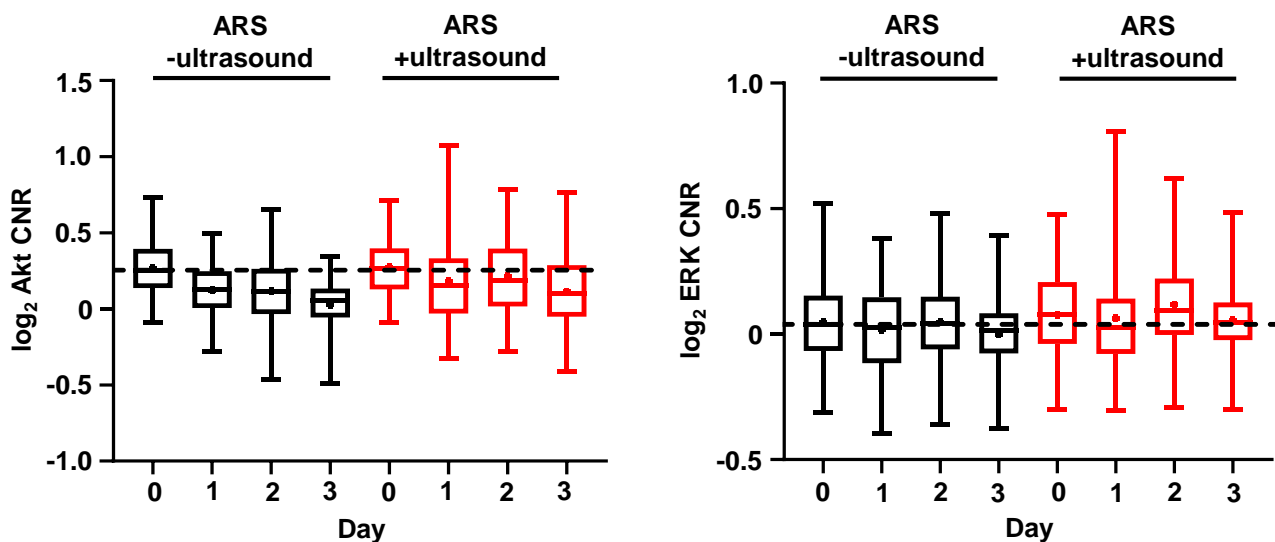 ARS
-ultrasound
ARS
+ultrasound
1.5
1.0
0.5
0
-0.5
-1.0
log₂ Akt CNR
0 1 2 3 0 1 2 3
Day
ARS
-ultrasound
ARS
+ultrasound
1.0
0.5
0
-0.5
log₂ ERK CNR
0 1 2 3 0 1 2 3
Day